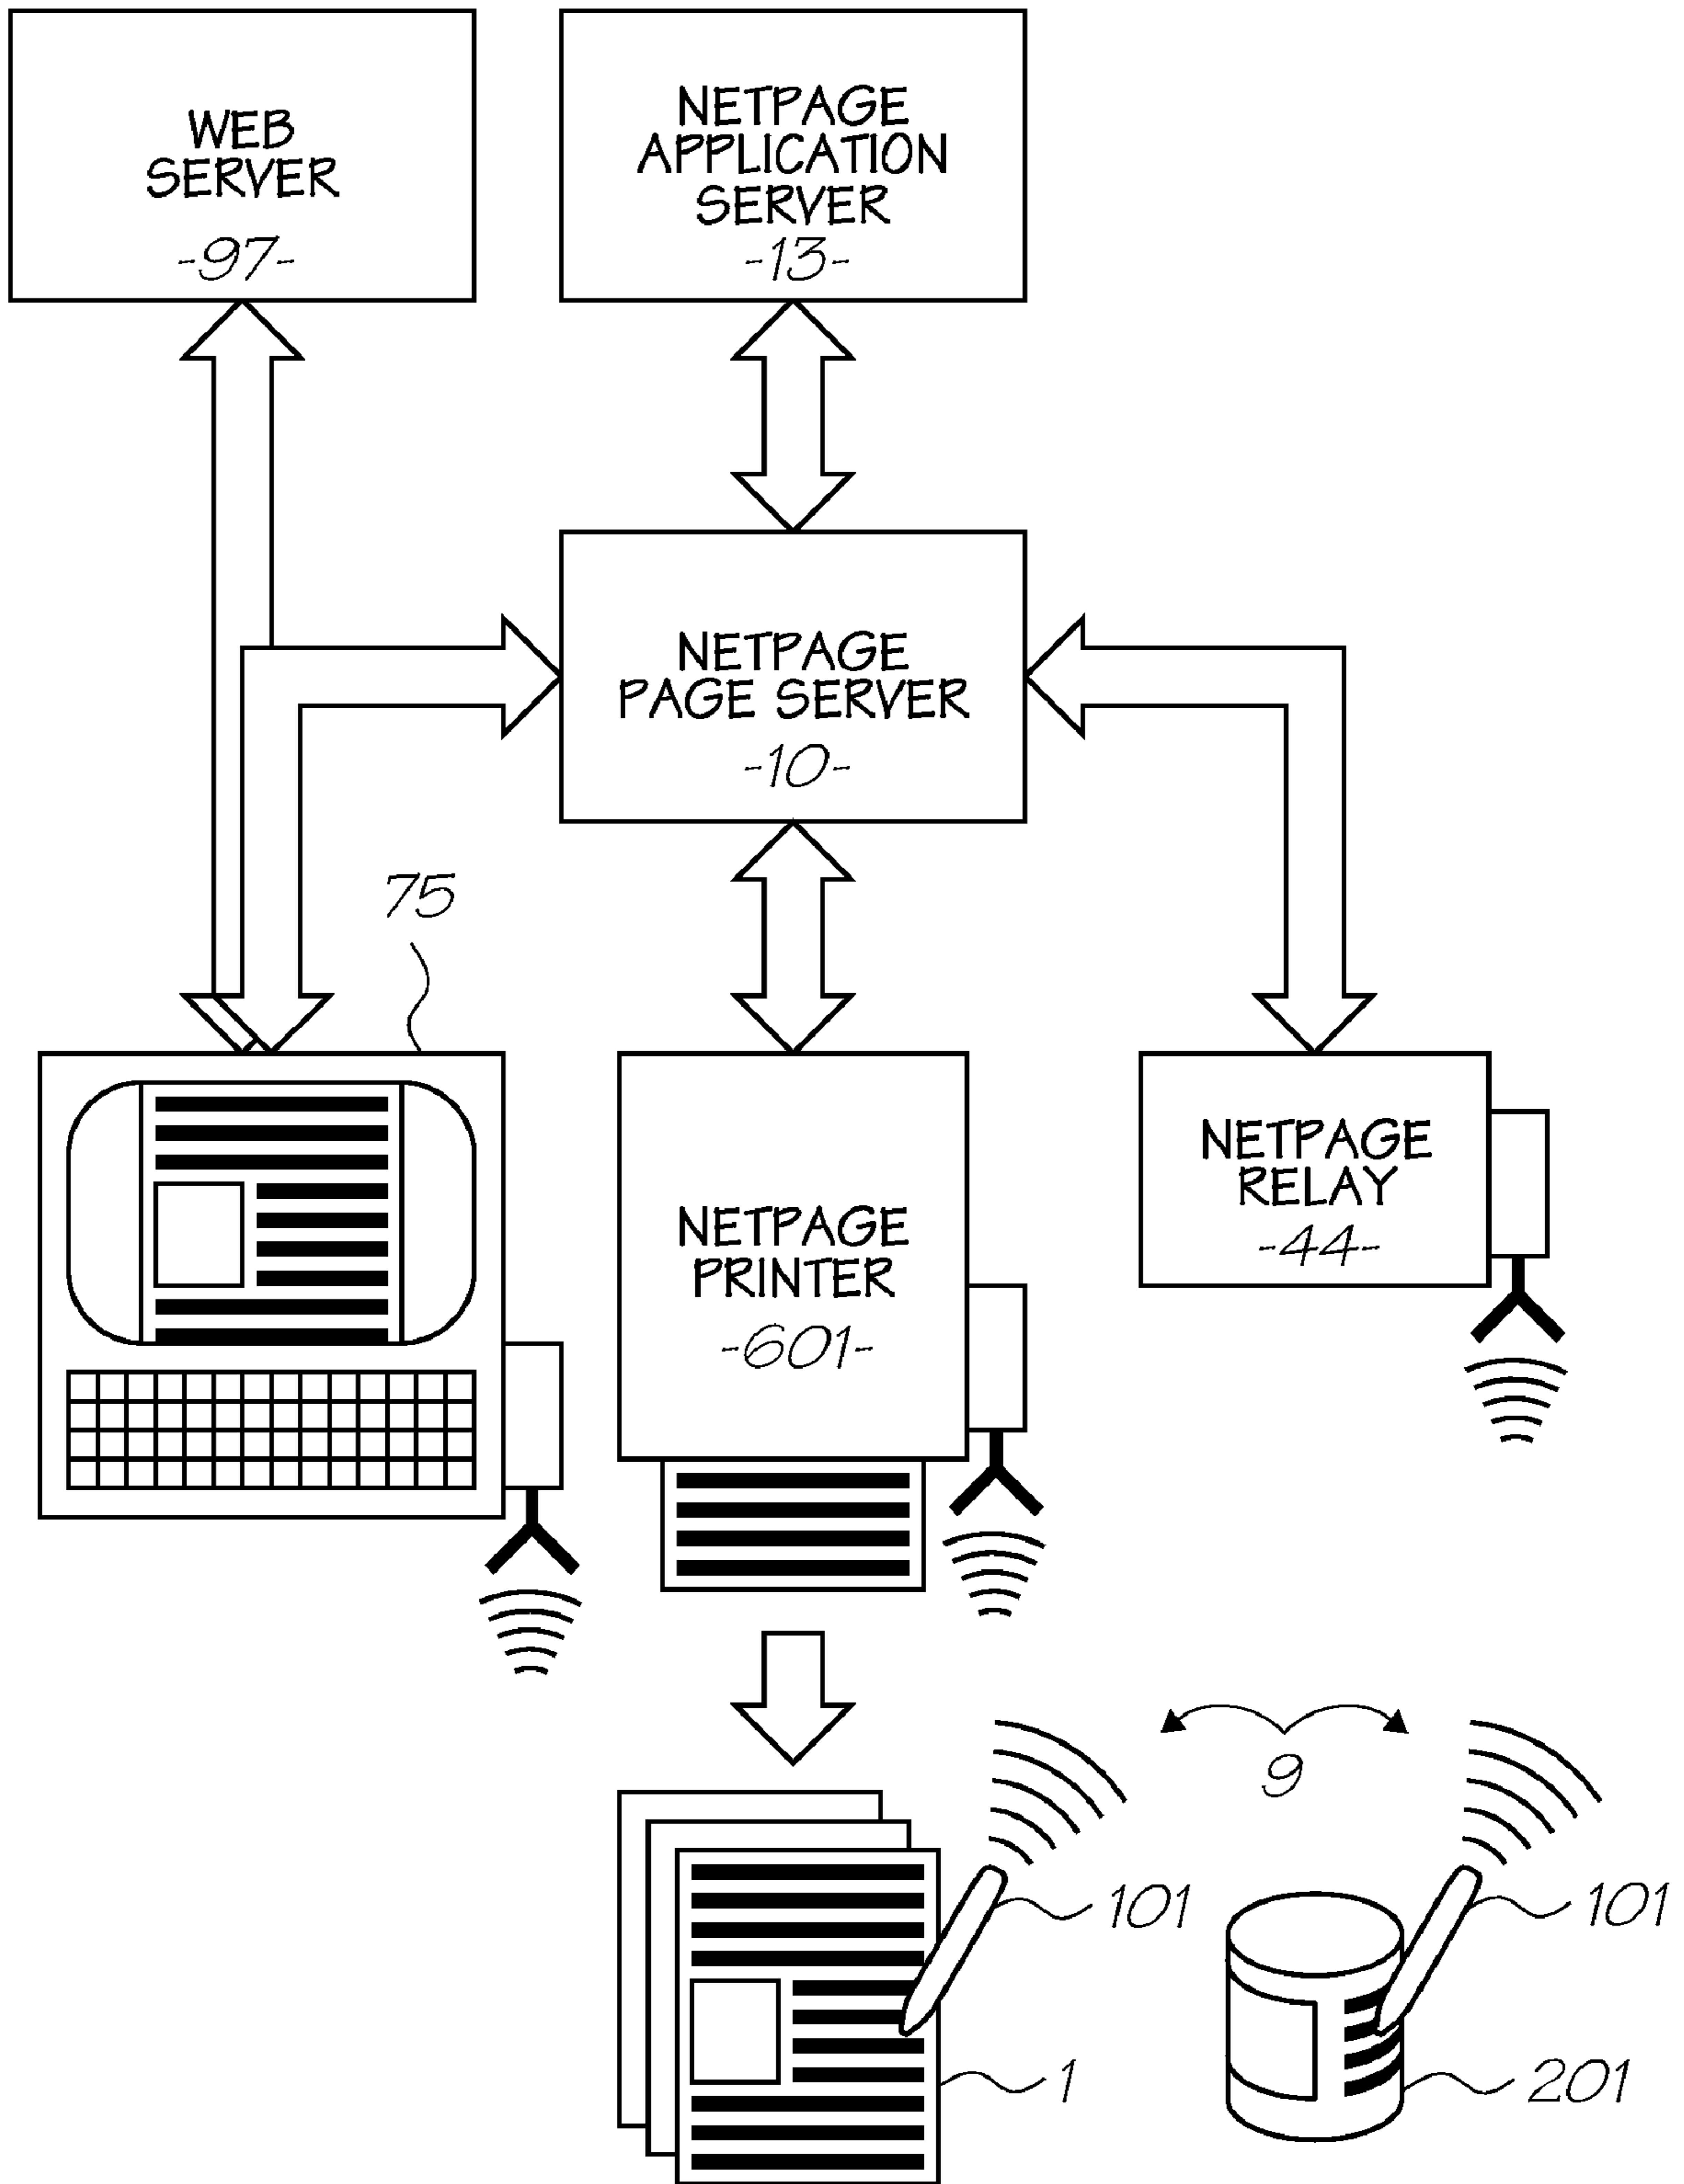 WEB
SERVER
-97-
NETPAGE
APPLICATION
SERVER
-13-
NETPAGE
PAGE SERVER
-10-
75
NETPAGE
PRINTER
-601-
NETPAGE
RELAY
-44-
9
101
101
1
201